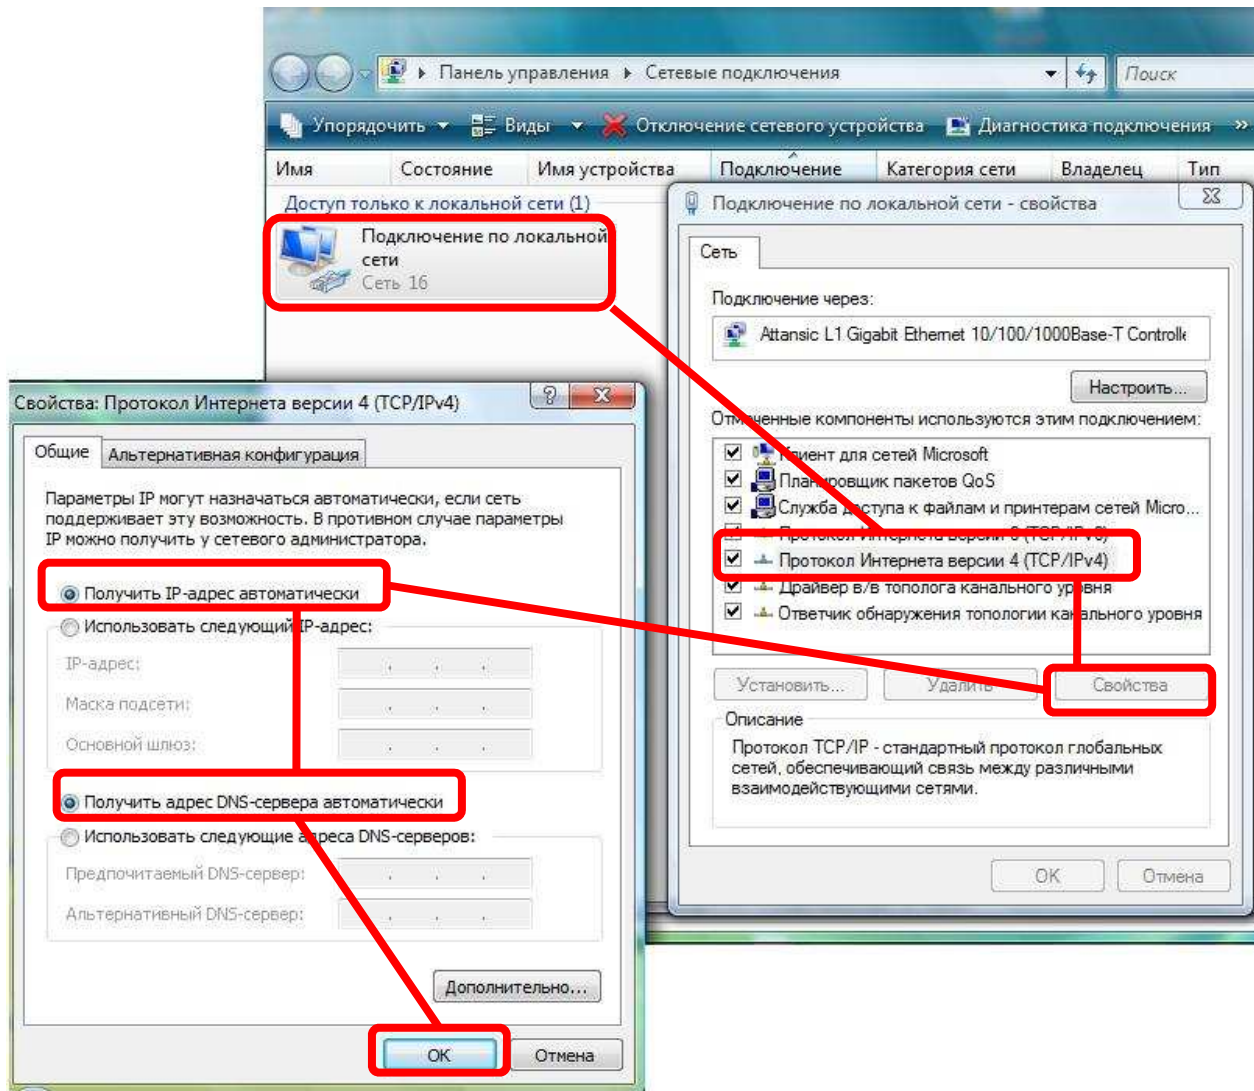 Панель управления ▸ Сетевые подключения
Поиск
Упорядочить Виды Отключение сетевого устройства Диагностика подключения »
Имя Состояние Имя устройства Подключение Категория сети Владелец Тип
Доступ только к локальной сети (1)
Подключение по локальной
сети
Сеть 16
Подключение по локальной сети - свойства
Сеть
Подключение через:
Attansic L1 Gigabit Ethernet 10/100/1000Base-T Controlle
Настроить...
Отмеченные компоненты используются этим подключением:
Клиент для сетей Microsoft
Планировщик пакетов QoS
Служба доступа к файлам и принтерам сетей Micro...
Протокол Интернета версии 6 (TCP/IPv6)
Протокол Интернета версии 4 (TCP/IPv4)
Драйвер в/в тополога канального уровня
Ответчик обнаружения топологии канального уровня
Установить... Удалить Свойства
Описание
Протокол TCP/IP - стандартный протокол глобальных
сетей, обеспечивающий связь между различными
взаимодействующими сетями.
OK Отмена
Свойства: Протокол Интернета версии 4 (TCP/IPv4)
Общие Альтернативная конфигурация
Параметры IP могут назначаться автоматически, если сеть
поддерживает эту возможность. В противном случае параметры
IP можно получить у сетевого администратора.
Получить IP-адрес автоматически
Использовать следующий IP-адрес:
IP-адрес:
Маска подсети:
Основной шлюз:
Получить адрес DNS-сервера автоматически
Использовать следующие адреса DNS-серверов:
Предпочитаемый DNS-сервер:
Альтернативный DNS-сервер:
Дополнительно...
OK Отмена